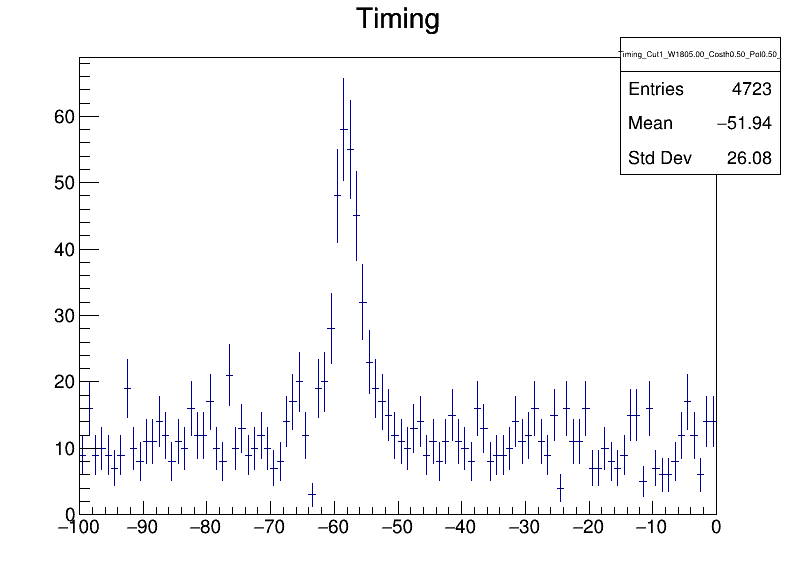 Timing
Timing_Cut1_W1805.00_Costh0.50_Pol0.50_
Entries 4723
Mean −51.94
Std Dev 26.08
60
50
40
30
20
10
0
−100 −90 −80 −70 −60 −50 −40 −30 −20 −10 0